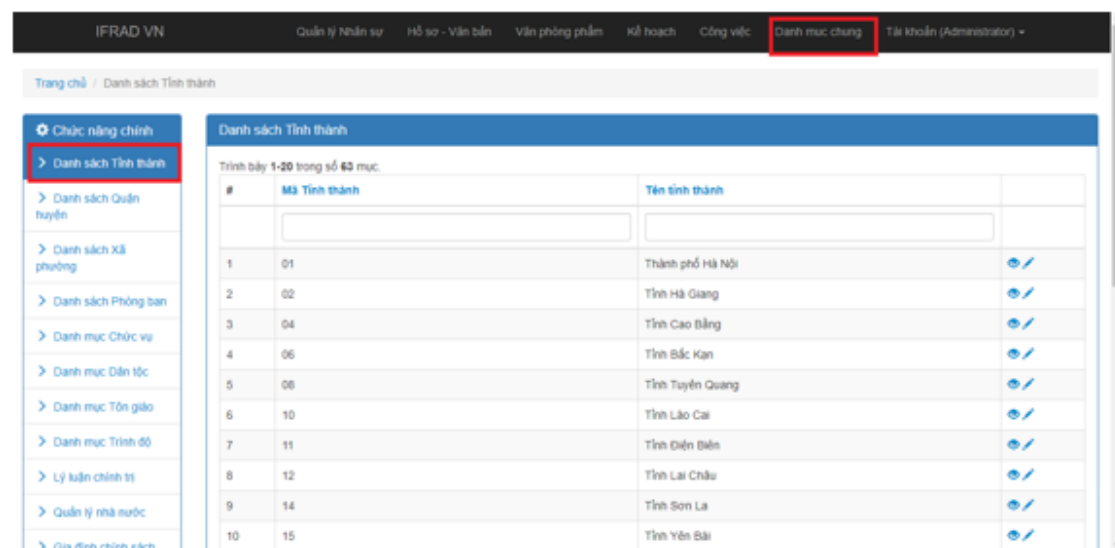 IFRAD VN Quản lý Nhân sự Hồ sơ - Văn bản Văn phòng phẩm Kế hoạch Công việc Danh mục chung Tài khoản (Administrator)
Trang chủ / Danh sách Tỉnh thành
Chức năng chính
Danh sách Tỉnh thành
Danh sách Quận
huyện
Danh sách Xã
phường
Danh sách Phòng ban
Danh mục Chức vụ
Danh mục Dân tộc
Danh mục Tôn giáo
Danh mục Trình độ
Lý luận chính trị
Quản lý nhà nước
Gia đình chính sách
Danh sách Tỉnh thành
Trình bày 1-20 trong số 63 mục.
# Mã Tỉnh thành Tên tỉnh thành
1 01 Thành phố Hà Nội
2 02 Tỉnh Hà Giang
3 04 Tỉnh Cao Bằng
4 06 Tỉnh Bắc Kạn
5 08 Tỉnh Tuyên Quang
6 10 Tỉnh Lào Cai
7 11 Tỉnh Điện Biên
8 12 Tỉnh Lai Châu
9 14 Tỉnh Sơn La
10 15 Tỉnh Yên Bái